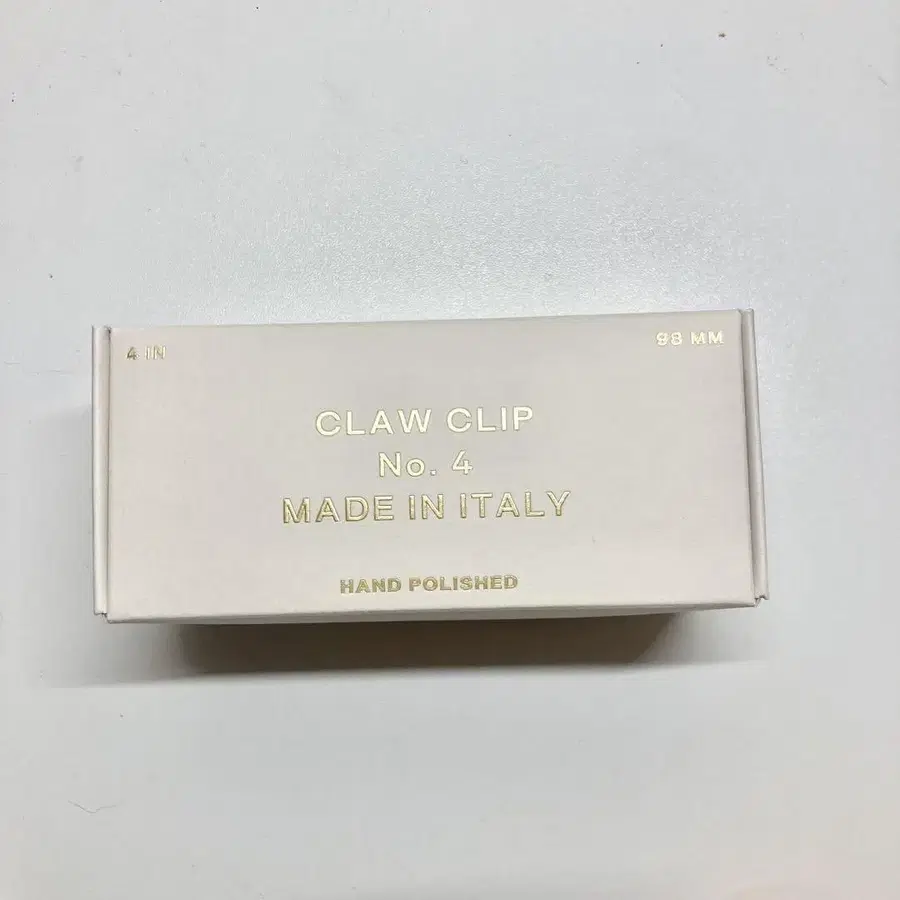 4 IN
98 MM
CLAW CLIP
No. 4
MADE IN ITALY
HAND POLISHED